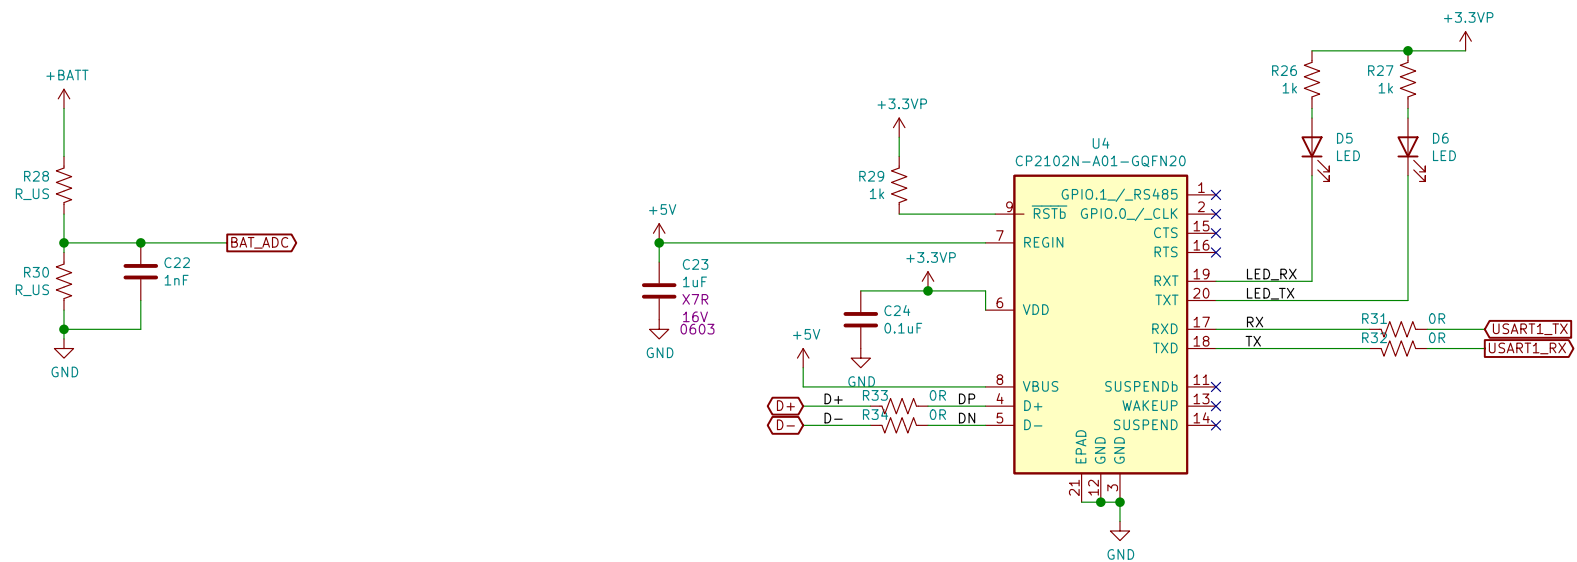 +BATT
R28
R_US
BAT_ADC
R30
R_US
C22
1nF
GND
+3.3VP
R29
1k
+5V
C23
1uF
X7R
16V
0603
GND
+3.3VP
C24
0.1uF
GND
+5V
D+
D+
R33
0R
DP
D-
D-
R34
0R
DN
U4
CP2102N-A01-GQFN20
9
RSTb
7
REGIN
6
VDD
8
VBUS
4
D+
5
D-
GPIO.1_/_RS485
1
GPIO.0_/_CLK
2
CTS
15
RTS
16
RXT
19
LED_RX
TXT
20
LED_TX
RXD
17
RX
R31
0R
USART1_TX
TXD
18
TX
R32
0R
USART1_RX
SUSPENDb
11
WAKEUP
13
SUSPEND
14
EPAD
GND
GND
21
12
3
GND
+3.3VP
R26
1k
R27
1k
D5
LED
D6
LED